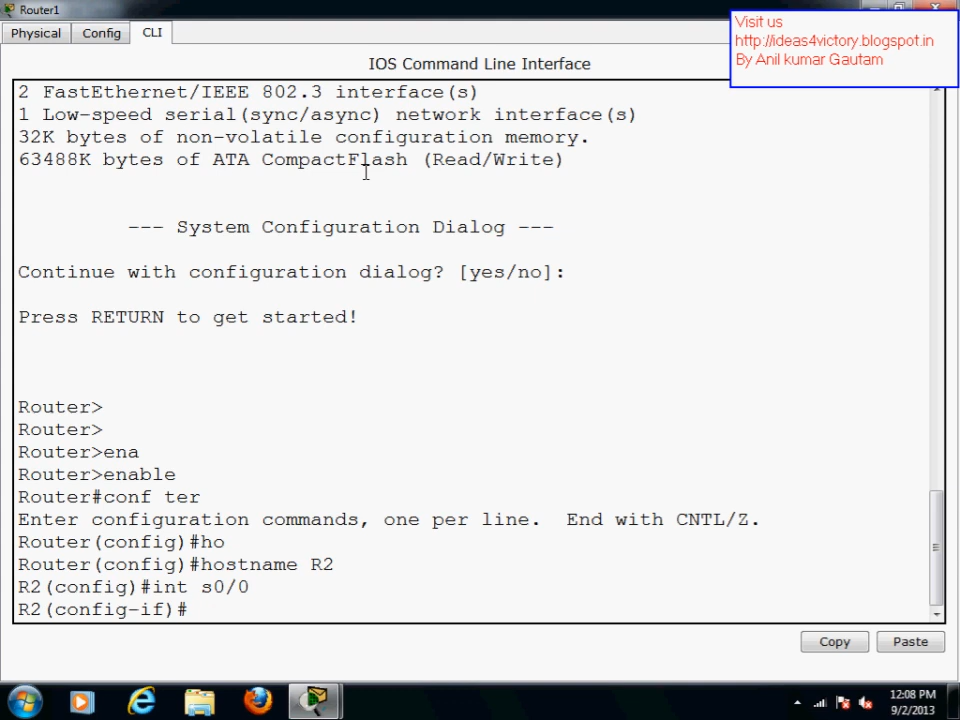 Router1
Visit us
http://ideas4victory.blogspot.in
By Anil kumar Gautam
Physical Config CLI
IOS Command Line Interface
2 FastEthernet/IEEE 802.3 interface(s)
1 Low-speed serial(sync/async) network interface(s)
32K bytes of non-volatile configuration memory.
63488K bytes of ATA CompactFlash (Read/Write)
--- System Configuration Dialog ---
Continue with configuration dialog? [yes/no]:
Press RETURN to get started!
Router>
Router>
Router>ena
Router>enable
Router#conf ter
Enter configuration commands, one per line.  End with CNTL/Z.
Router(config)#ho
Router(config)#hostname R2
R2(config)#int s0/0
R2(config-if)#
Copy Paste
12:08 PM
9/2/2013